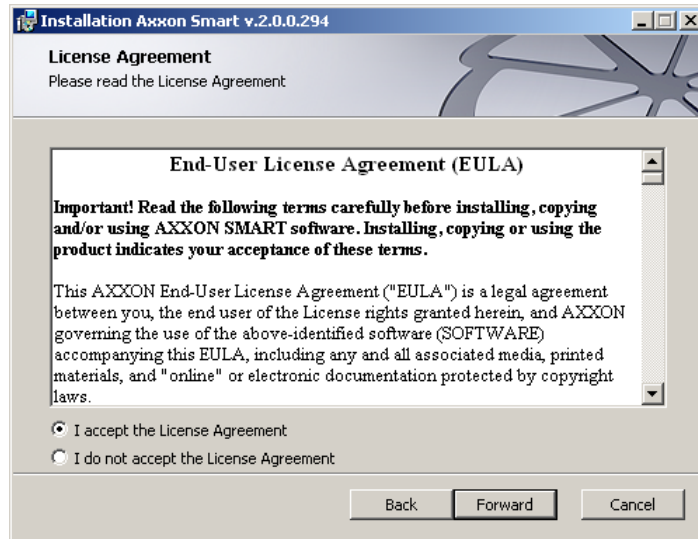 Installation Axxon Smart v.2.0.0.294
License Agreement
Please read the License Agreement
End-User License Agreement (EULA)
Important! Read the following terms carefully before installing, copying
and/or using AXXON SMART software. Installing, copying or using the
product indicates your acceptance of these terms.
This AXXON End-User License Agreement ("EULA") is a legal agreement
between you, the end user of the License rights granted herein, and AXXON
governing the use of the above-identified software (SOFTWARE)
accompanying this EULA, including any and all associated media, printed
materials, and "online" or electronic documentation protected by copyright
laws.
I accept the License Agreement
I do not accept the License Agreement
Back Forward Cancel